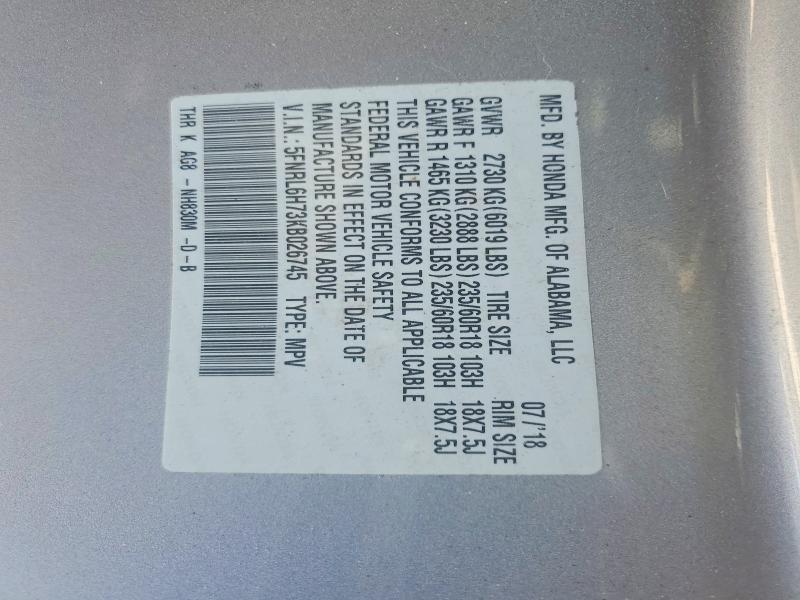 MFD. BY HONDA MFG. OF ALABAMA, LLC 07/'18
GVWR 2730 KG (6019 LBS) TIRE SIZE RIM SIZE
GAWR F 1310 KG (2888 LBS) 235/60R18 103H 18X7.5J
GAWR R 1465 KG (3230 LBS) 235/60R18 103H 18X7.5J
THIS VEHICLE CONFORMS TO ALL APPLICABLE
FEDERAL MOTOR VEHICLE SAFETY
STANDARDS IN EFFECT ON THE DATE OF
MANUFACTURE SHOWN ABOVE.
V.I.N.: 5FNRL6H73KB026745 TYPE: MPV
THR K AG8 -NH830M -D-B